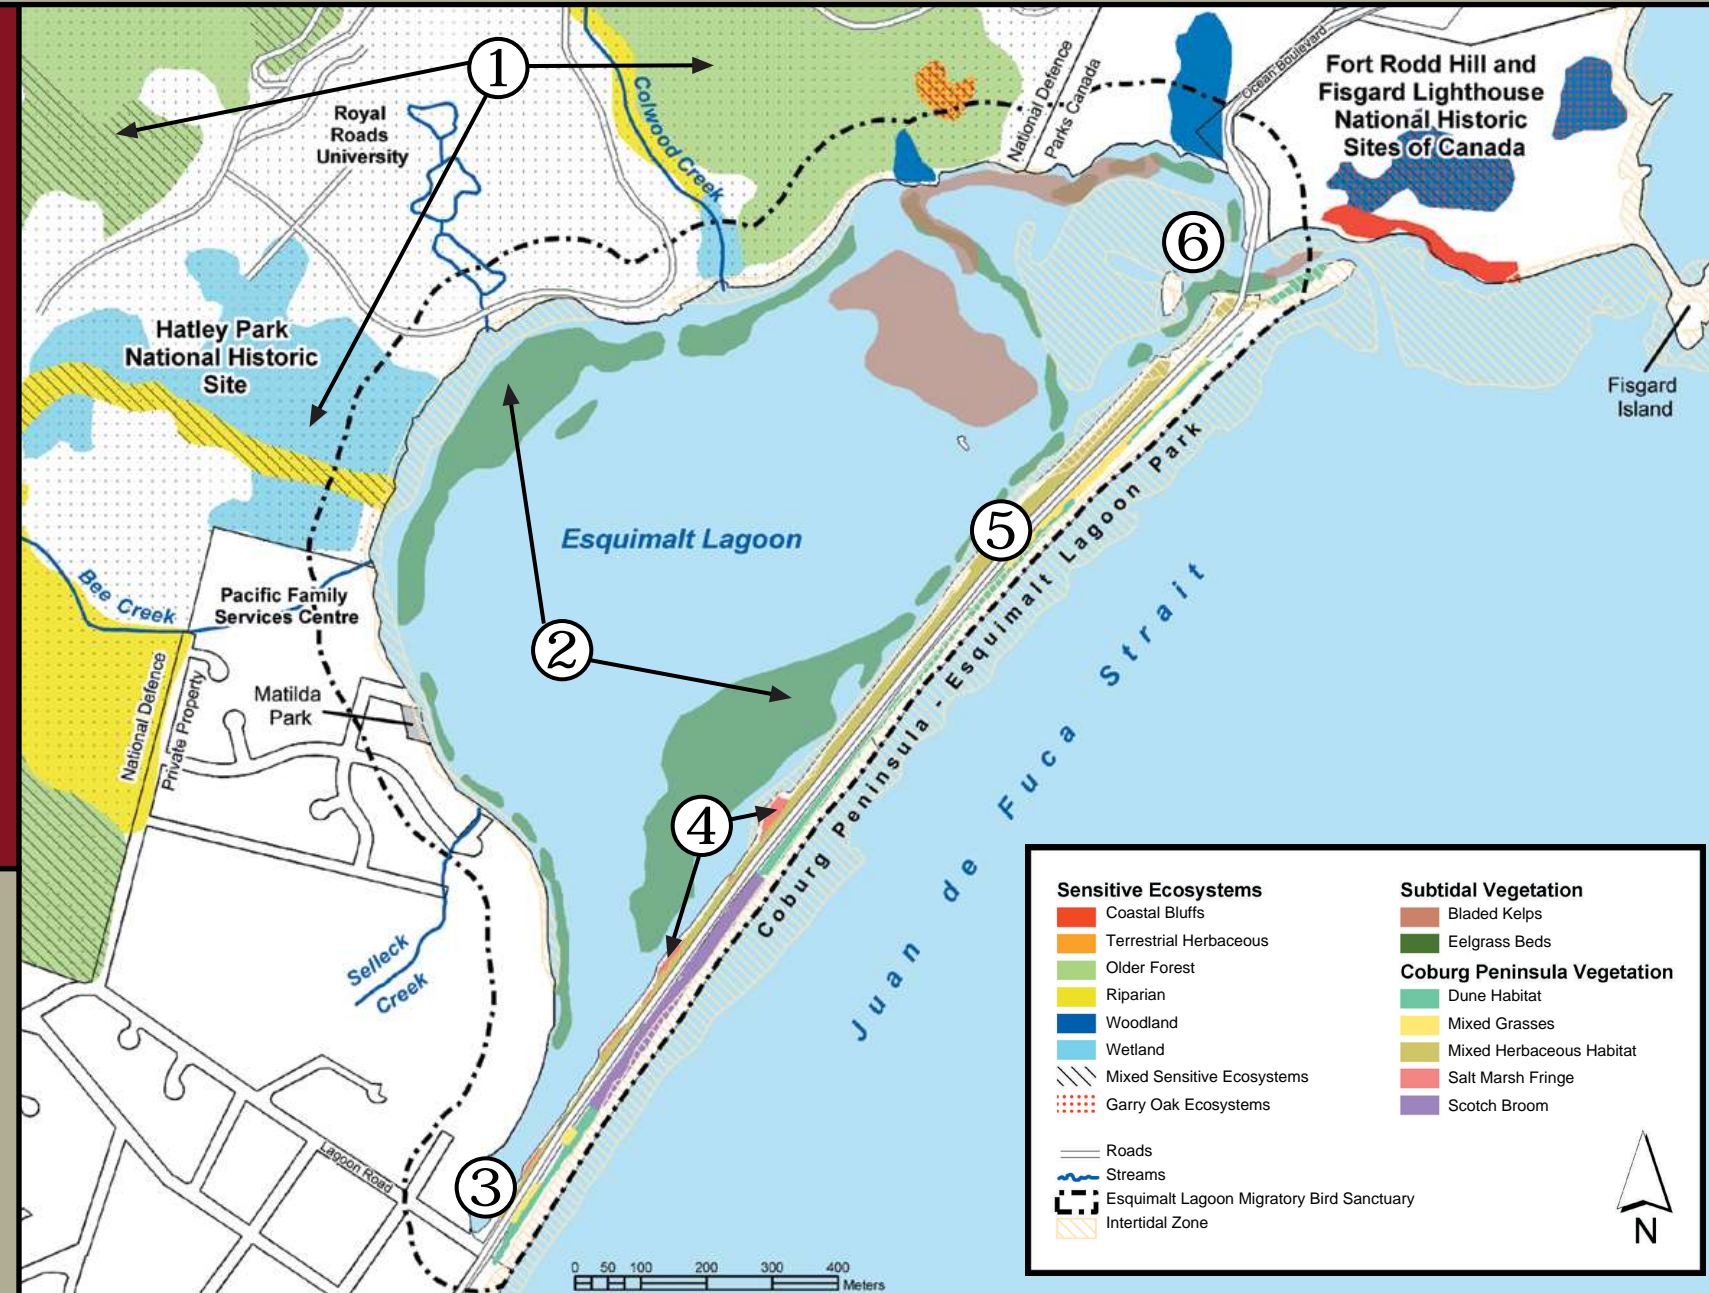 1
Royal
Roads
University
Colwood Creek
National Defence
Parks Canada
Ocean Boulevard
Fort Rodd Hill and
Fisgard Lighthouse
National Historic
Sites of Canada
6
Hatley Park
National Historic
Site
Fisgard
Island
Esquimalt Lagoon
5
Bee Creek
Pacific Family
Services Centre
2
National Defence
Private Property
Matilda
Park
4
Coburg Peninsula - Esquimalt Lagoon Park
Juan de Fuca Strait
Selleck
Creek
Lagoon Road
3
0 50 100 200 300 400
Meters
Sensitive Ecosystems
Coastal Bluffs
Terrestrial Herbaceous
Older Forest
Riparian
Woodland
Wetland
Mixed Sensitive Ecosystems
Garry Oak Ecosystems
Roads
Streams
Esquimalt Lagoon Migratory Bird Sanctuary
Intertidal Zone
Subtidal Vegetation
Bladed Kelps
Eelgrass Beds
Coburg Peninsula Vegetation
Dune Habitat
Mixed Grasses
Mixed Herbaceous Habitat
Salt Marsh Fringe
Scotch Broom
N